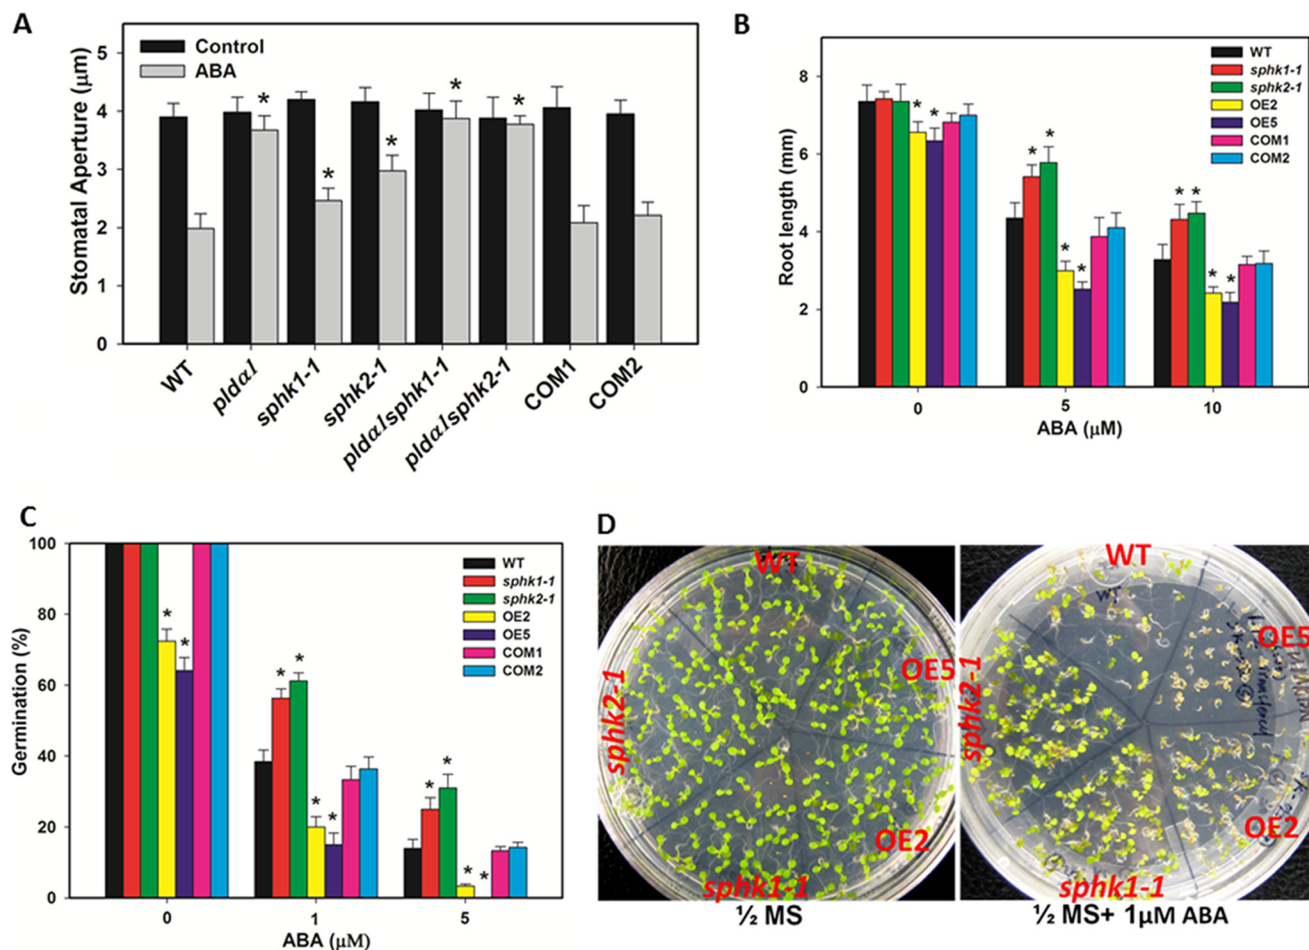 A
Control
ABA
Stomatal Aperture (μm)
5
4
3
2
1
0
* * * * *
WT
pldα1
sphk1-1
sphk2-1
pldα1sphk1-1
pldα1sphk2-1
COM1
COM2
B
WT
sphk1-1
sphk2-1
OE2
OE5
COM1
COM2
Root length (mm)
8
6
4
2
0
* * * * * * * * * *
0 5 10
ABA (μM)
C
WT
sphk1-1
sphk2-1
OE2
OE5
COM1
COM2
Germination (%)
100
80
60
40
20
0
* * * * * * * * * *
0 1 5
ABA (μM)
D
WT
OE5
OE2
sphk1-1
sphk2-1
½ MS
WT
WT
OE5
transferred
OE2
sphk1-1
sphk2-1
½ MS+ 1μM ABA